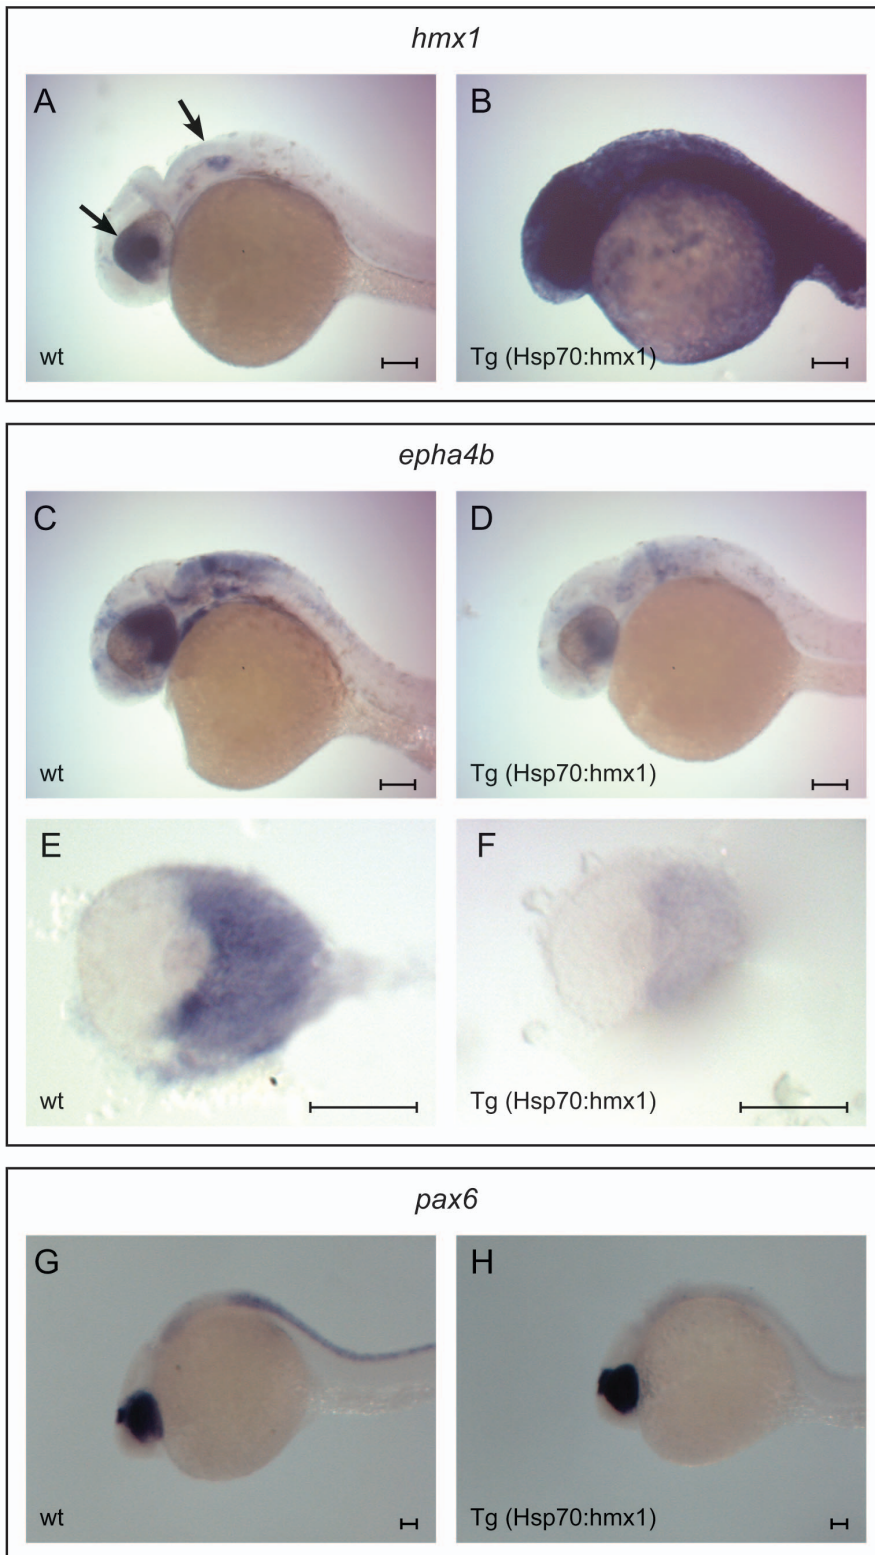 hmx1
A
B
wt
Tg (Hsp70:hmx1)
epha4b
C
D
wt
Tg (Hsp70:hmx1)
E
F
wt
Tg (Hsp70:hmx1)
pax6
G
H
wt
Tg (Hsp70:hmx1)